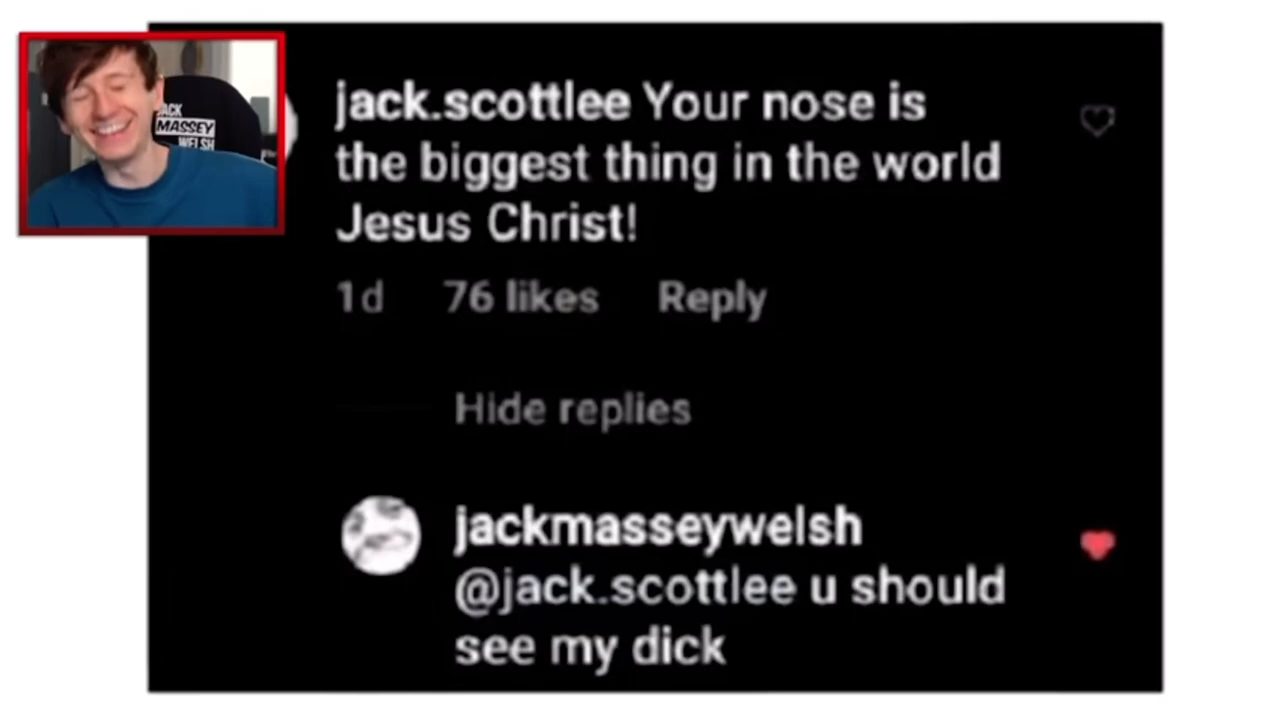 JACK
MASSEY
WELSH
jack.scottlee Your nose is
the biggest thing in the world
Jesus Christ!
1d 76 likes Reply
Hide replies
jackmasseywelsh
@jack.scottlee u should
see my dick